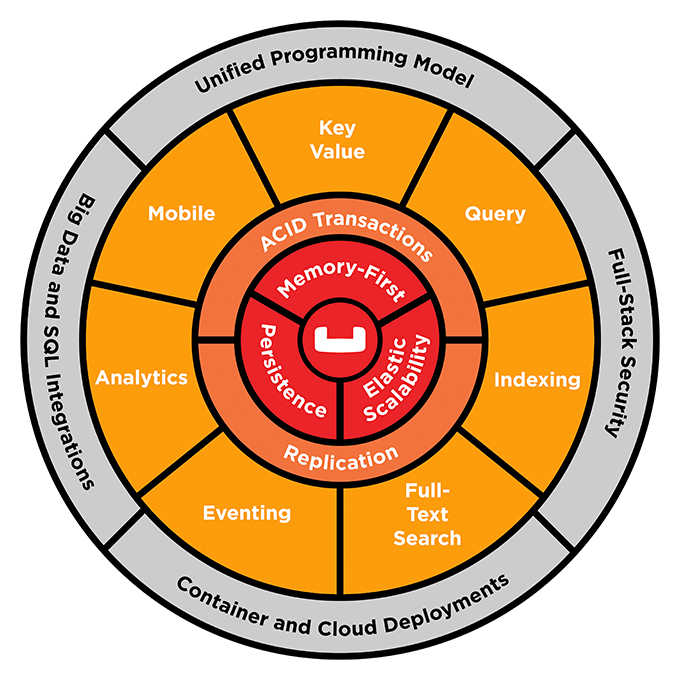 Unified Programming Model
Key
Value
Mobile
Query
ACID Transactions
Memory-First
Big Data and SQL Integrations
Full-Stack Security
Persistence
Elastic
Scalability
Analytics
Indexing
Replication
Eventing
Full-
Text
Search
Container and Cloud Deployments